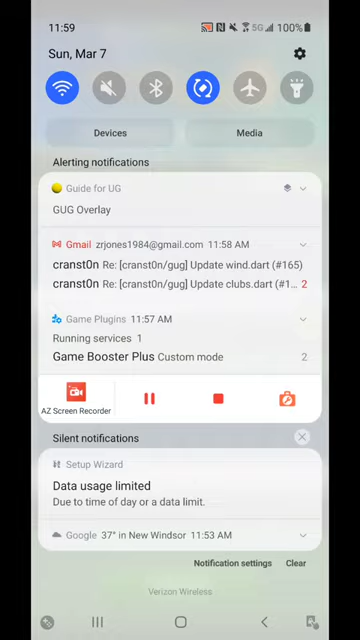 11:59
5G 100%
Sun, Mar 7
Devices
Media
Alerting notifications
Guide for UG
GUG Overlay
Gmail zrjones1984@gmail.com 11:58 AM
cranst0n Re: [cranst0n/gug] Update wind.dart (#165)
cranst0n Re: [cranst0n/gug] Update clubs.dart (#1... 2
Game Plugins 11:57 AM
Running services 1
Game Booster Plus Custom mode 2
AZ Screen Recorder
Silent notifications
Setup Wizard
Data usage limited
Due to time of day or a data limit.
Google 37° in New Windsor 11:53 AM
Notification settings
Clear
Verizon Wireless